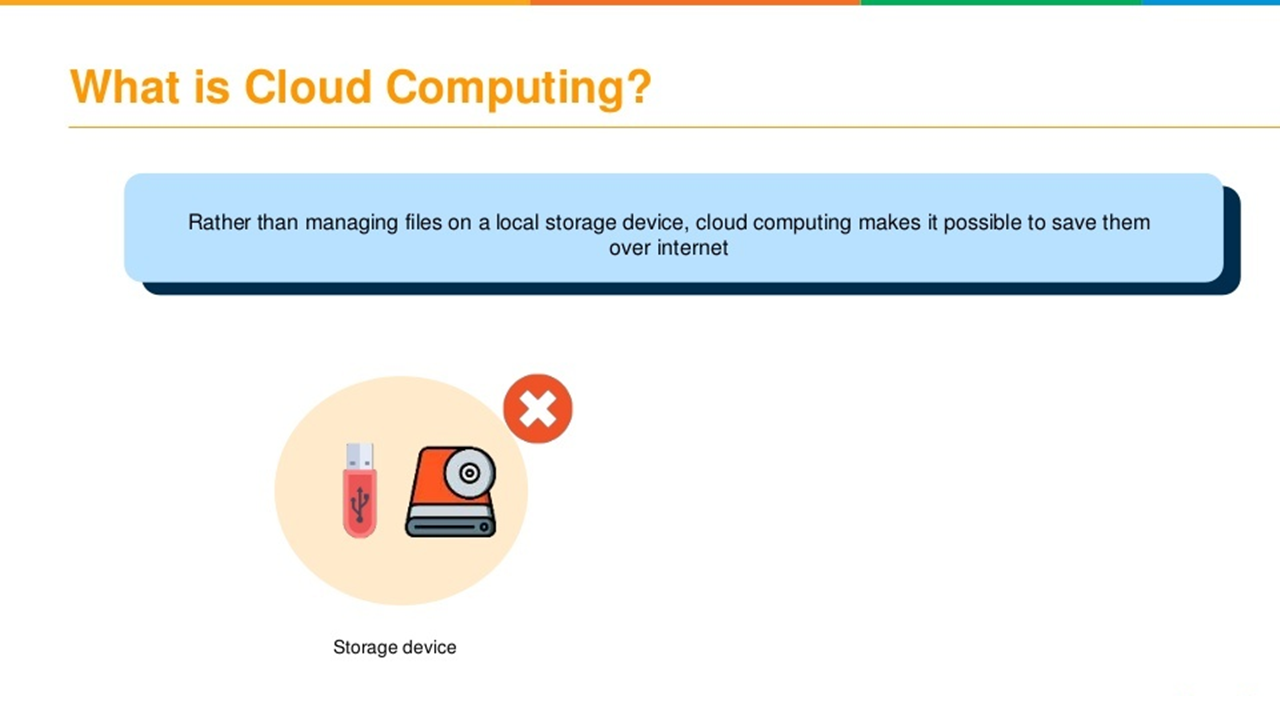 What is Cloud Computing?
Rather than managing files on a local storage device, cloud computing makes it possible to save them
over internet
Storage device